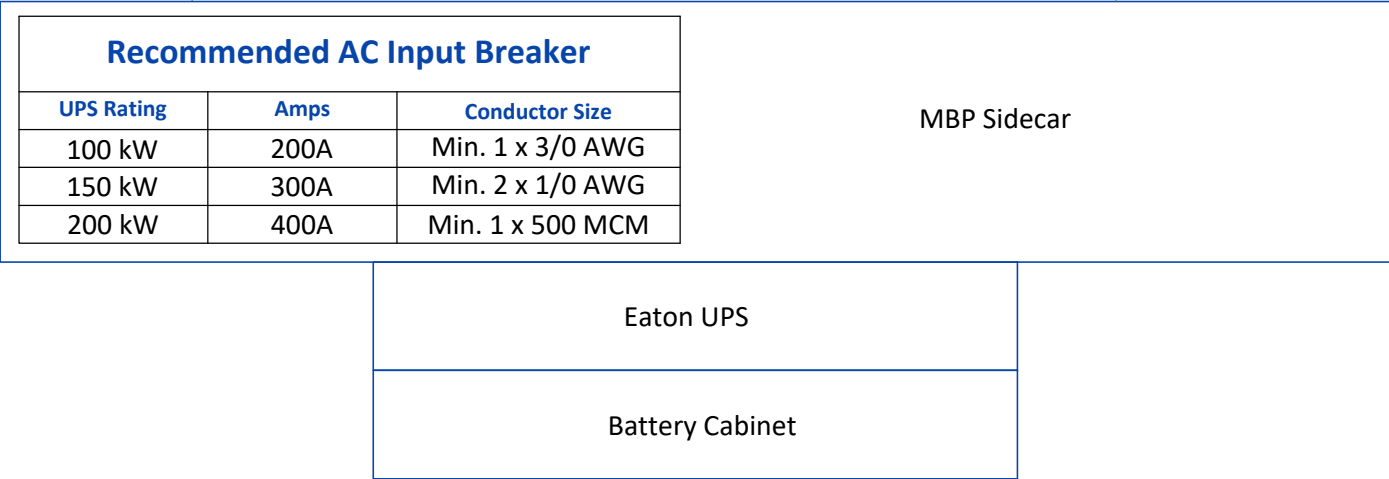 Recommended AC Input Breaker
UPS Rating Amps Conductor Size
100 kW 200A Min. 1 x 3/0 AWG
150 kW 300A Min. 2 x 1/0 AWG
200 kW 400A Min. 1 x 500 MCM
MBP Sidecar
Eaton UPS
Battery Cabinet